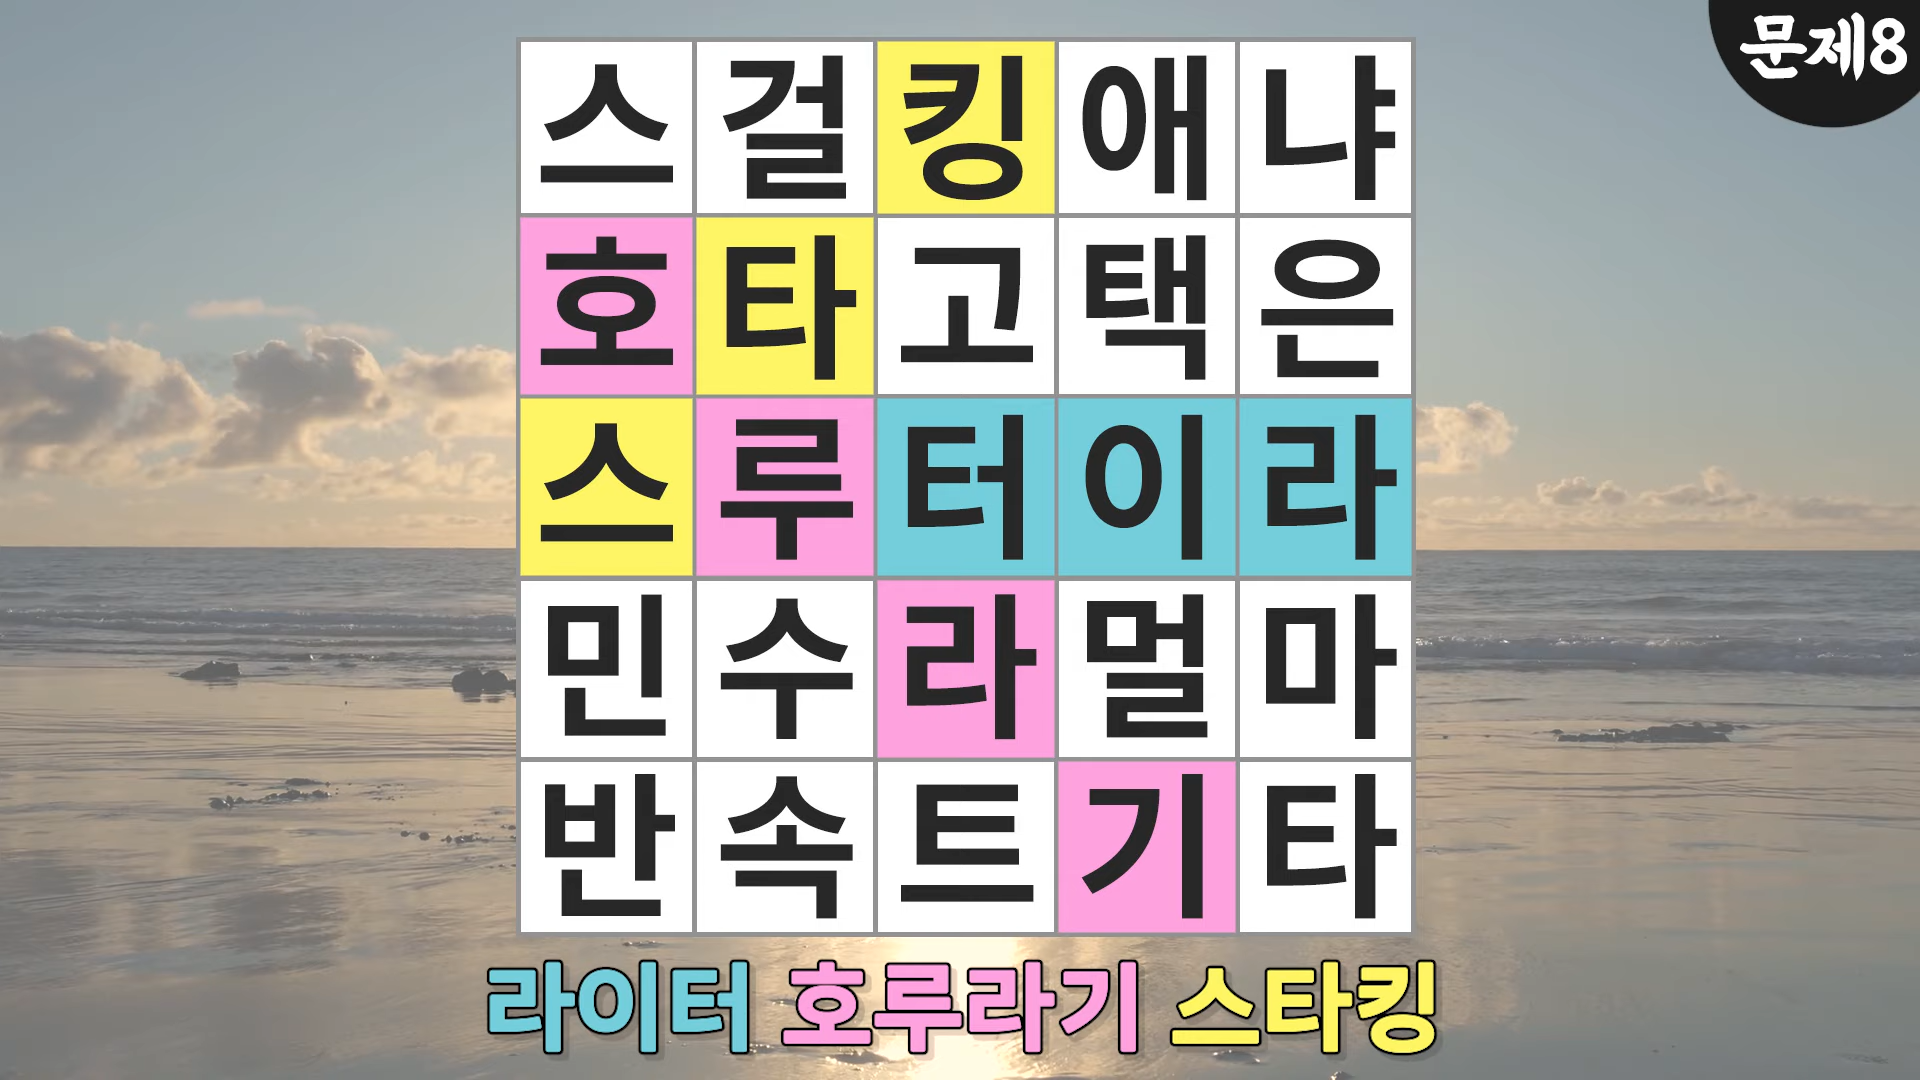 문제8
스 걸 킹 애 냐
호 타 고 택 은
스 루 터 이 라
민 수 라 멀 마
반 속 트 기 타
라이터 호루라기 스타킹